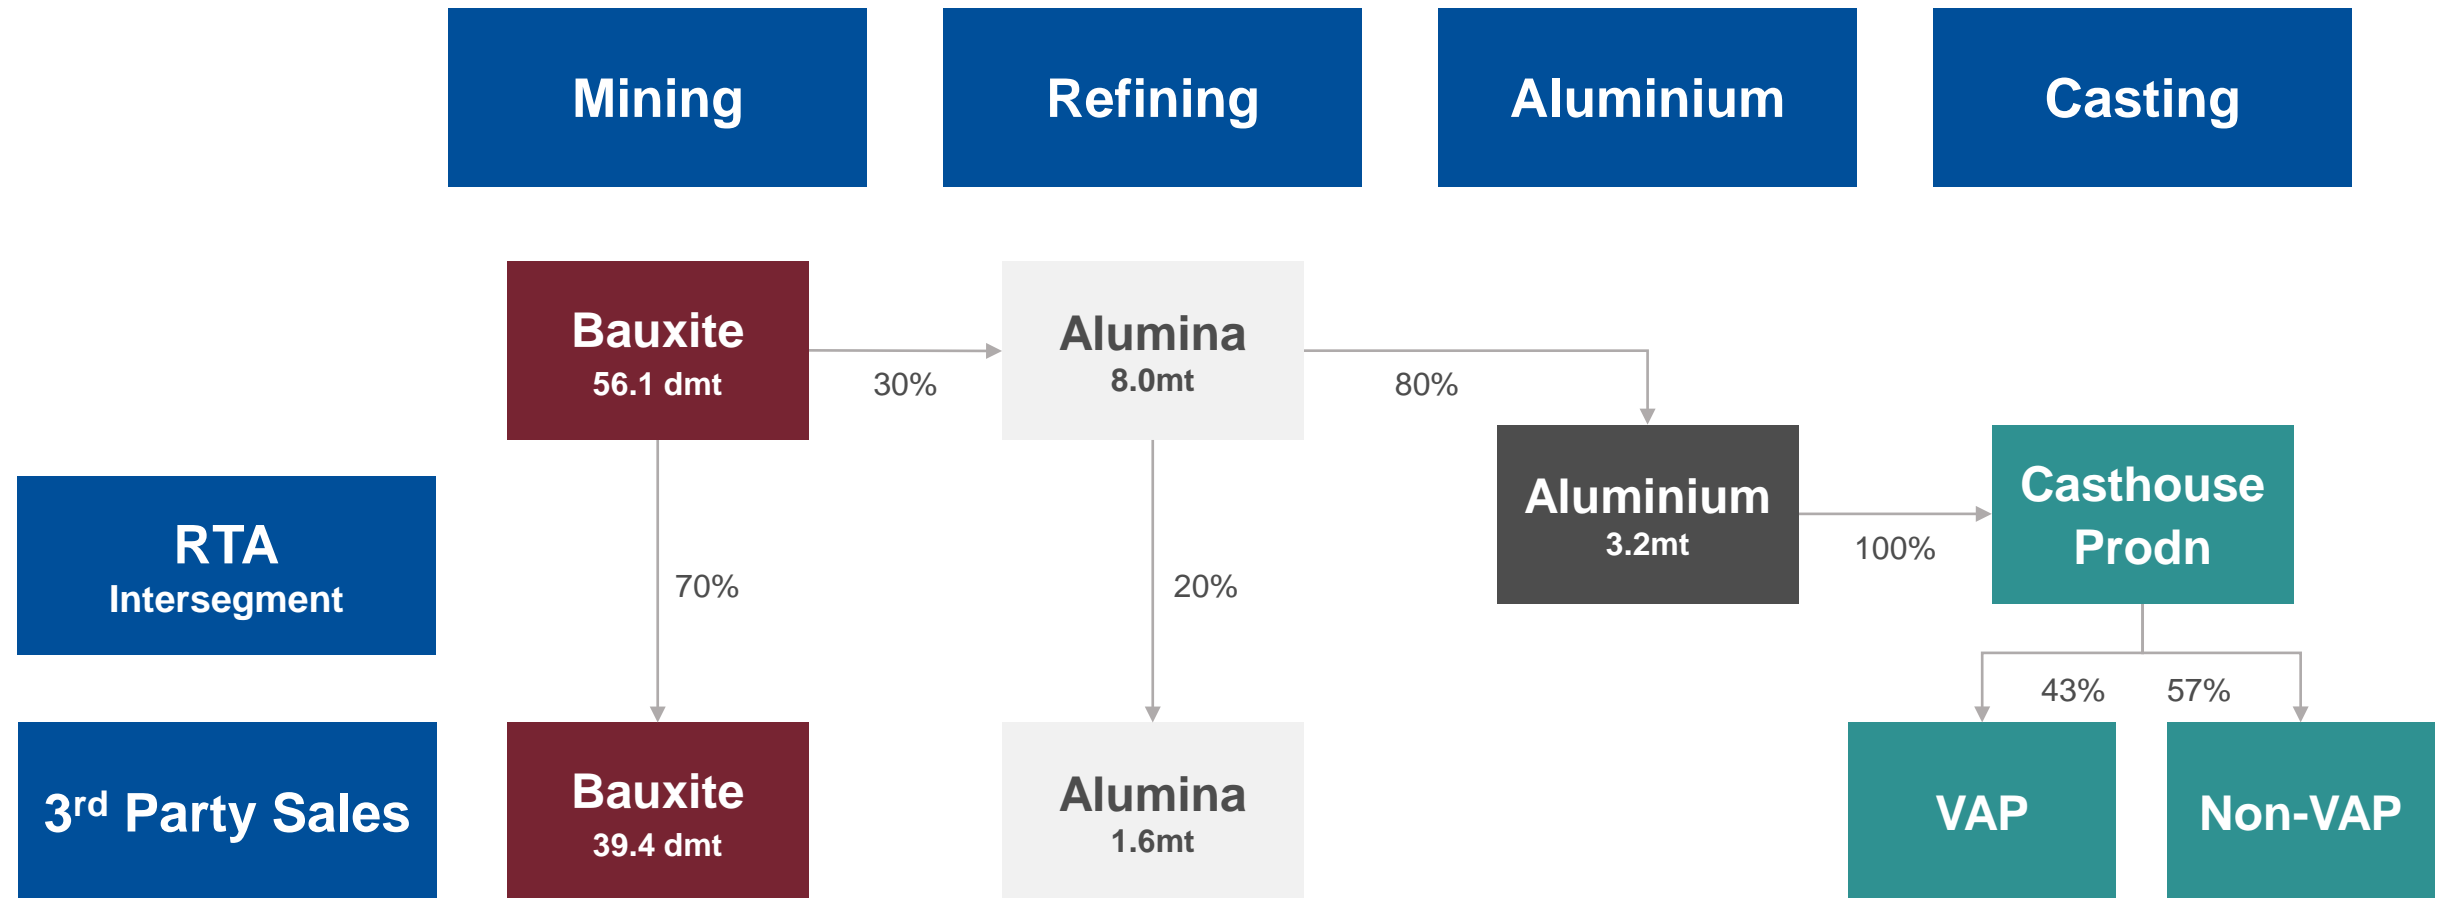 Mining
Refining
Aluminium
Casting
Bauxite
56.1 dmt
30%
Alumina
8.0mt
80%
Aluminium
3.2mt
100%
Casthouse
Prodn
RTA
Intersegment
70%
20%
43%
57%
3rd Party Sales
Bauxite
39.4 dmt
Alumina
1.6mt
VAP
Non-VAP